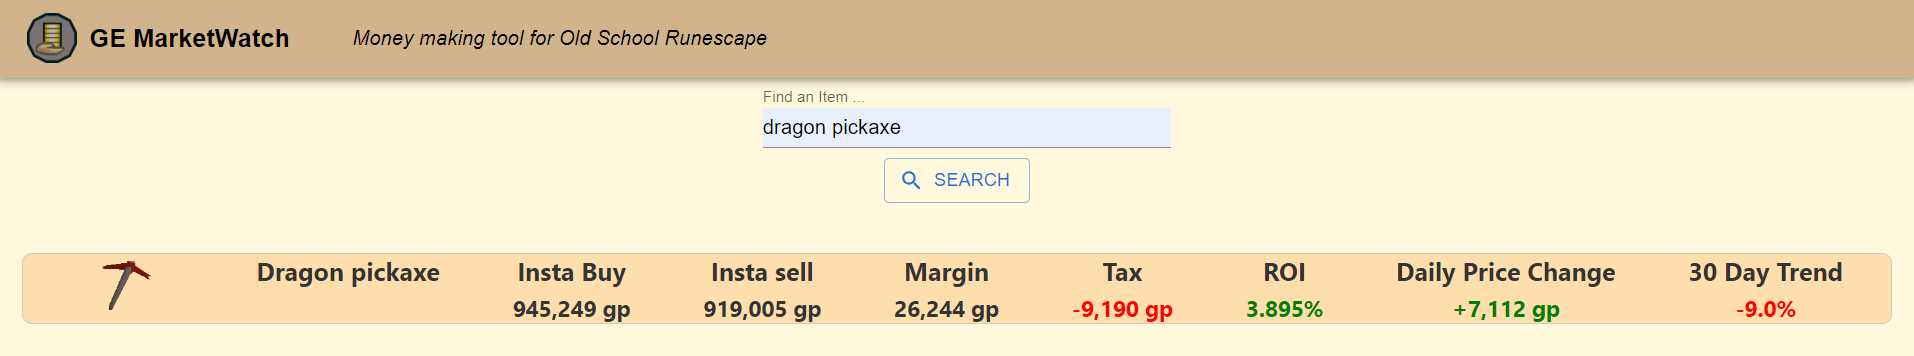 GE MarketWatch
Money making tool for Old School Runescape
Find an Item ...
dragon pickaxe
SEARCH
Dragon pickaxe Insta Buy Insta sell Margin Tax ROI Daily Price Change 30 Day Trend
945,249 gp 919,005 gp 26,244 gp -9,190 gp 3.895% +7,112 gp -9.0%